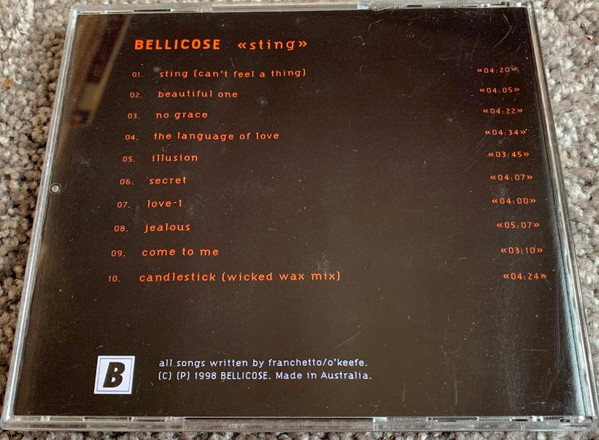 BELLICOSE «sting»
01. sting (can't feel a thing) «04:20»
02. beautiful one «04:05»
03. no grace «04:22»
04. the language of love «04:34»
05. illusion «03:45»
06. secret «04:07»
07. love-1 «04:00»
08. jealous «05:07»
09. come to me «03:10»
10. candlestick (wicked wax mix) «04:24»
B
all songs written by franchetto/o'keefe.
(C) (P) 1998 BELLICOSE. Made in Australia.